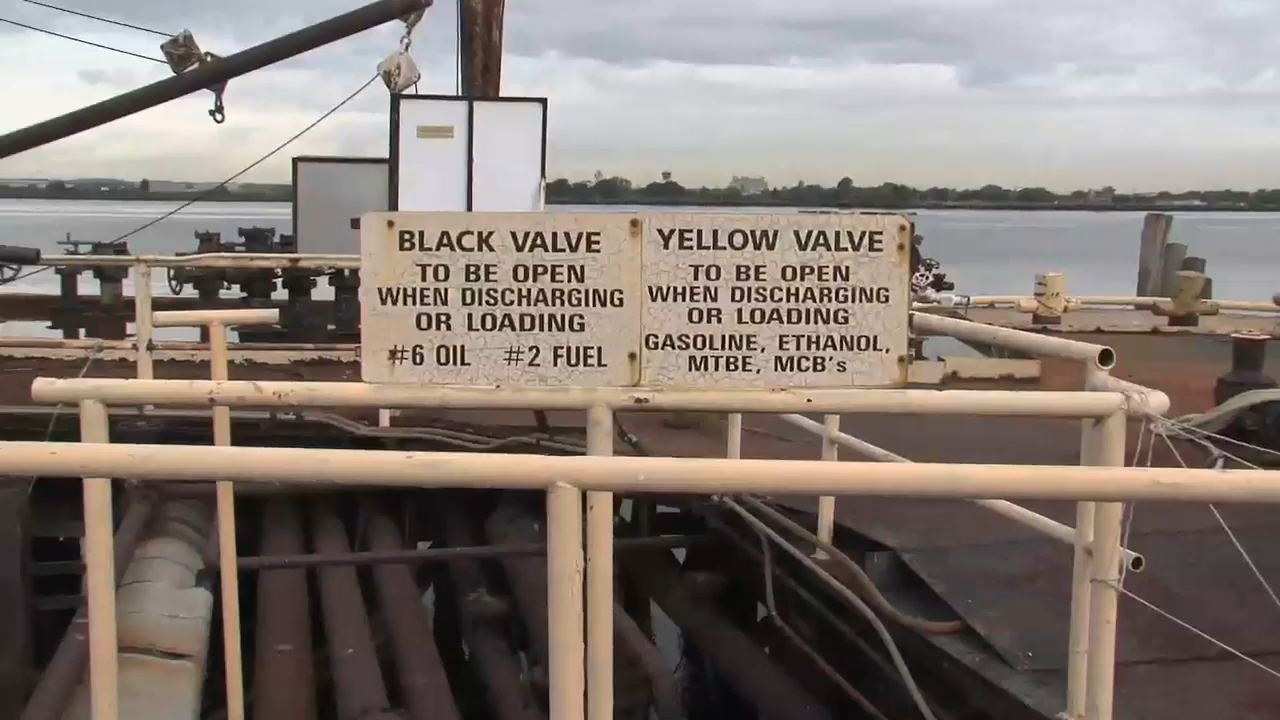 BLACK VALVE
TO BE OPEN
WHEN DISCHARGING
OR LOADING
#6 OIL #2 FUEL
YELLOW VALVE
TO BE OPEN
WHEN DISCHARGING
OR LOADING
GASOLINE, ETHANOL,
MTBE, MCB's